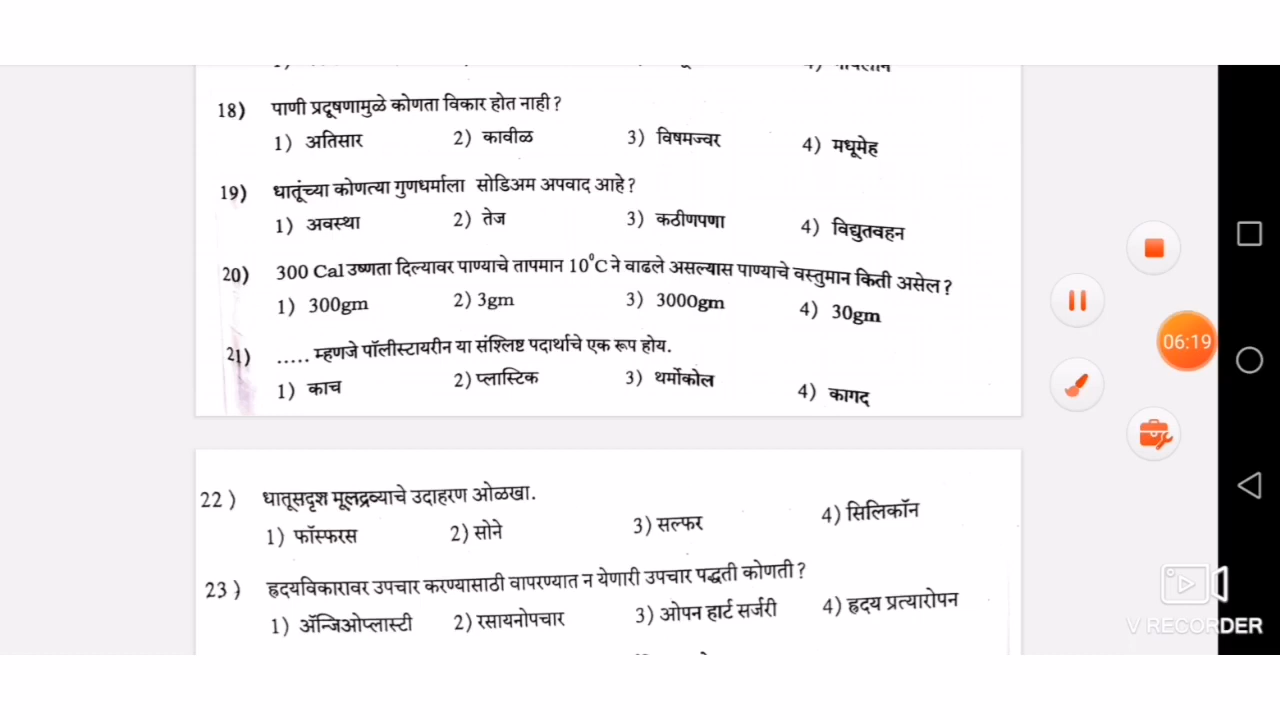 18) पाणी प्रदूषणामुळे कोणता विकार होत नाही?
1) अतिसार 2) कावीळ 3) विषमज्वर 4) मधूमेह
19) धातूंच्या कोणत्या गुणधर्माला सोडिअम अपवाद आहे?
1) अवस्था 2) तेज 3) कठीणपणा 4) विद्युतवहन
20) 300 Cal उष्णता दिल्यावर पाण्याचे तापमान 10⁰C ने वाढले असल्यास पाण्याचे वस्तुमान किती असेल?
1) 300gm 2) 3gm 3) 3000gm 4) 30gm
21) ..... म्हणजे पॉलीस्टायरीन या संश्लिष्ट पदार्थाचे एक रूप होय.
1) काच 2) प्लास्टिक 3) थर्मोकोल 4) कागद
06:19
22) धातूसदृश मूलद्रव्याचे उदाहरण ओळखा.
1) फॉस्फरस 2) सोने 3) सल्फर 4) सिलिकॉन
23) ह्रदयविकारावर उपचार करण्यासाठी वापरण्यात न येणारी उपचार पद्धती कोणती?
1) ॲन्जिओप्लास्टी 2) रसायनोपचार 3) ओपन हार्ट सर्जरी 4) ह्रदय प्रत्यारोपन
V RECORDER